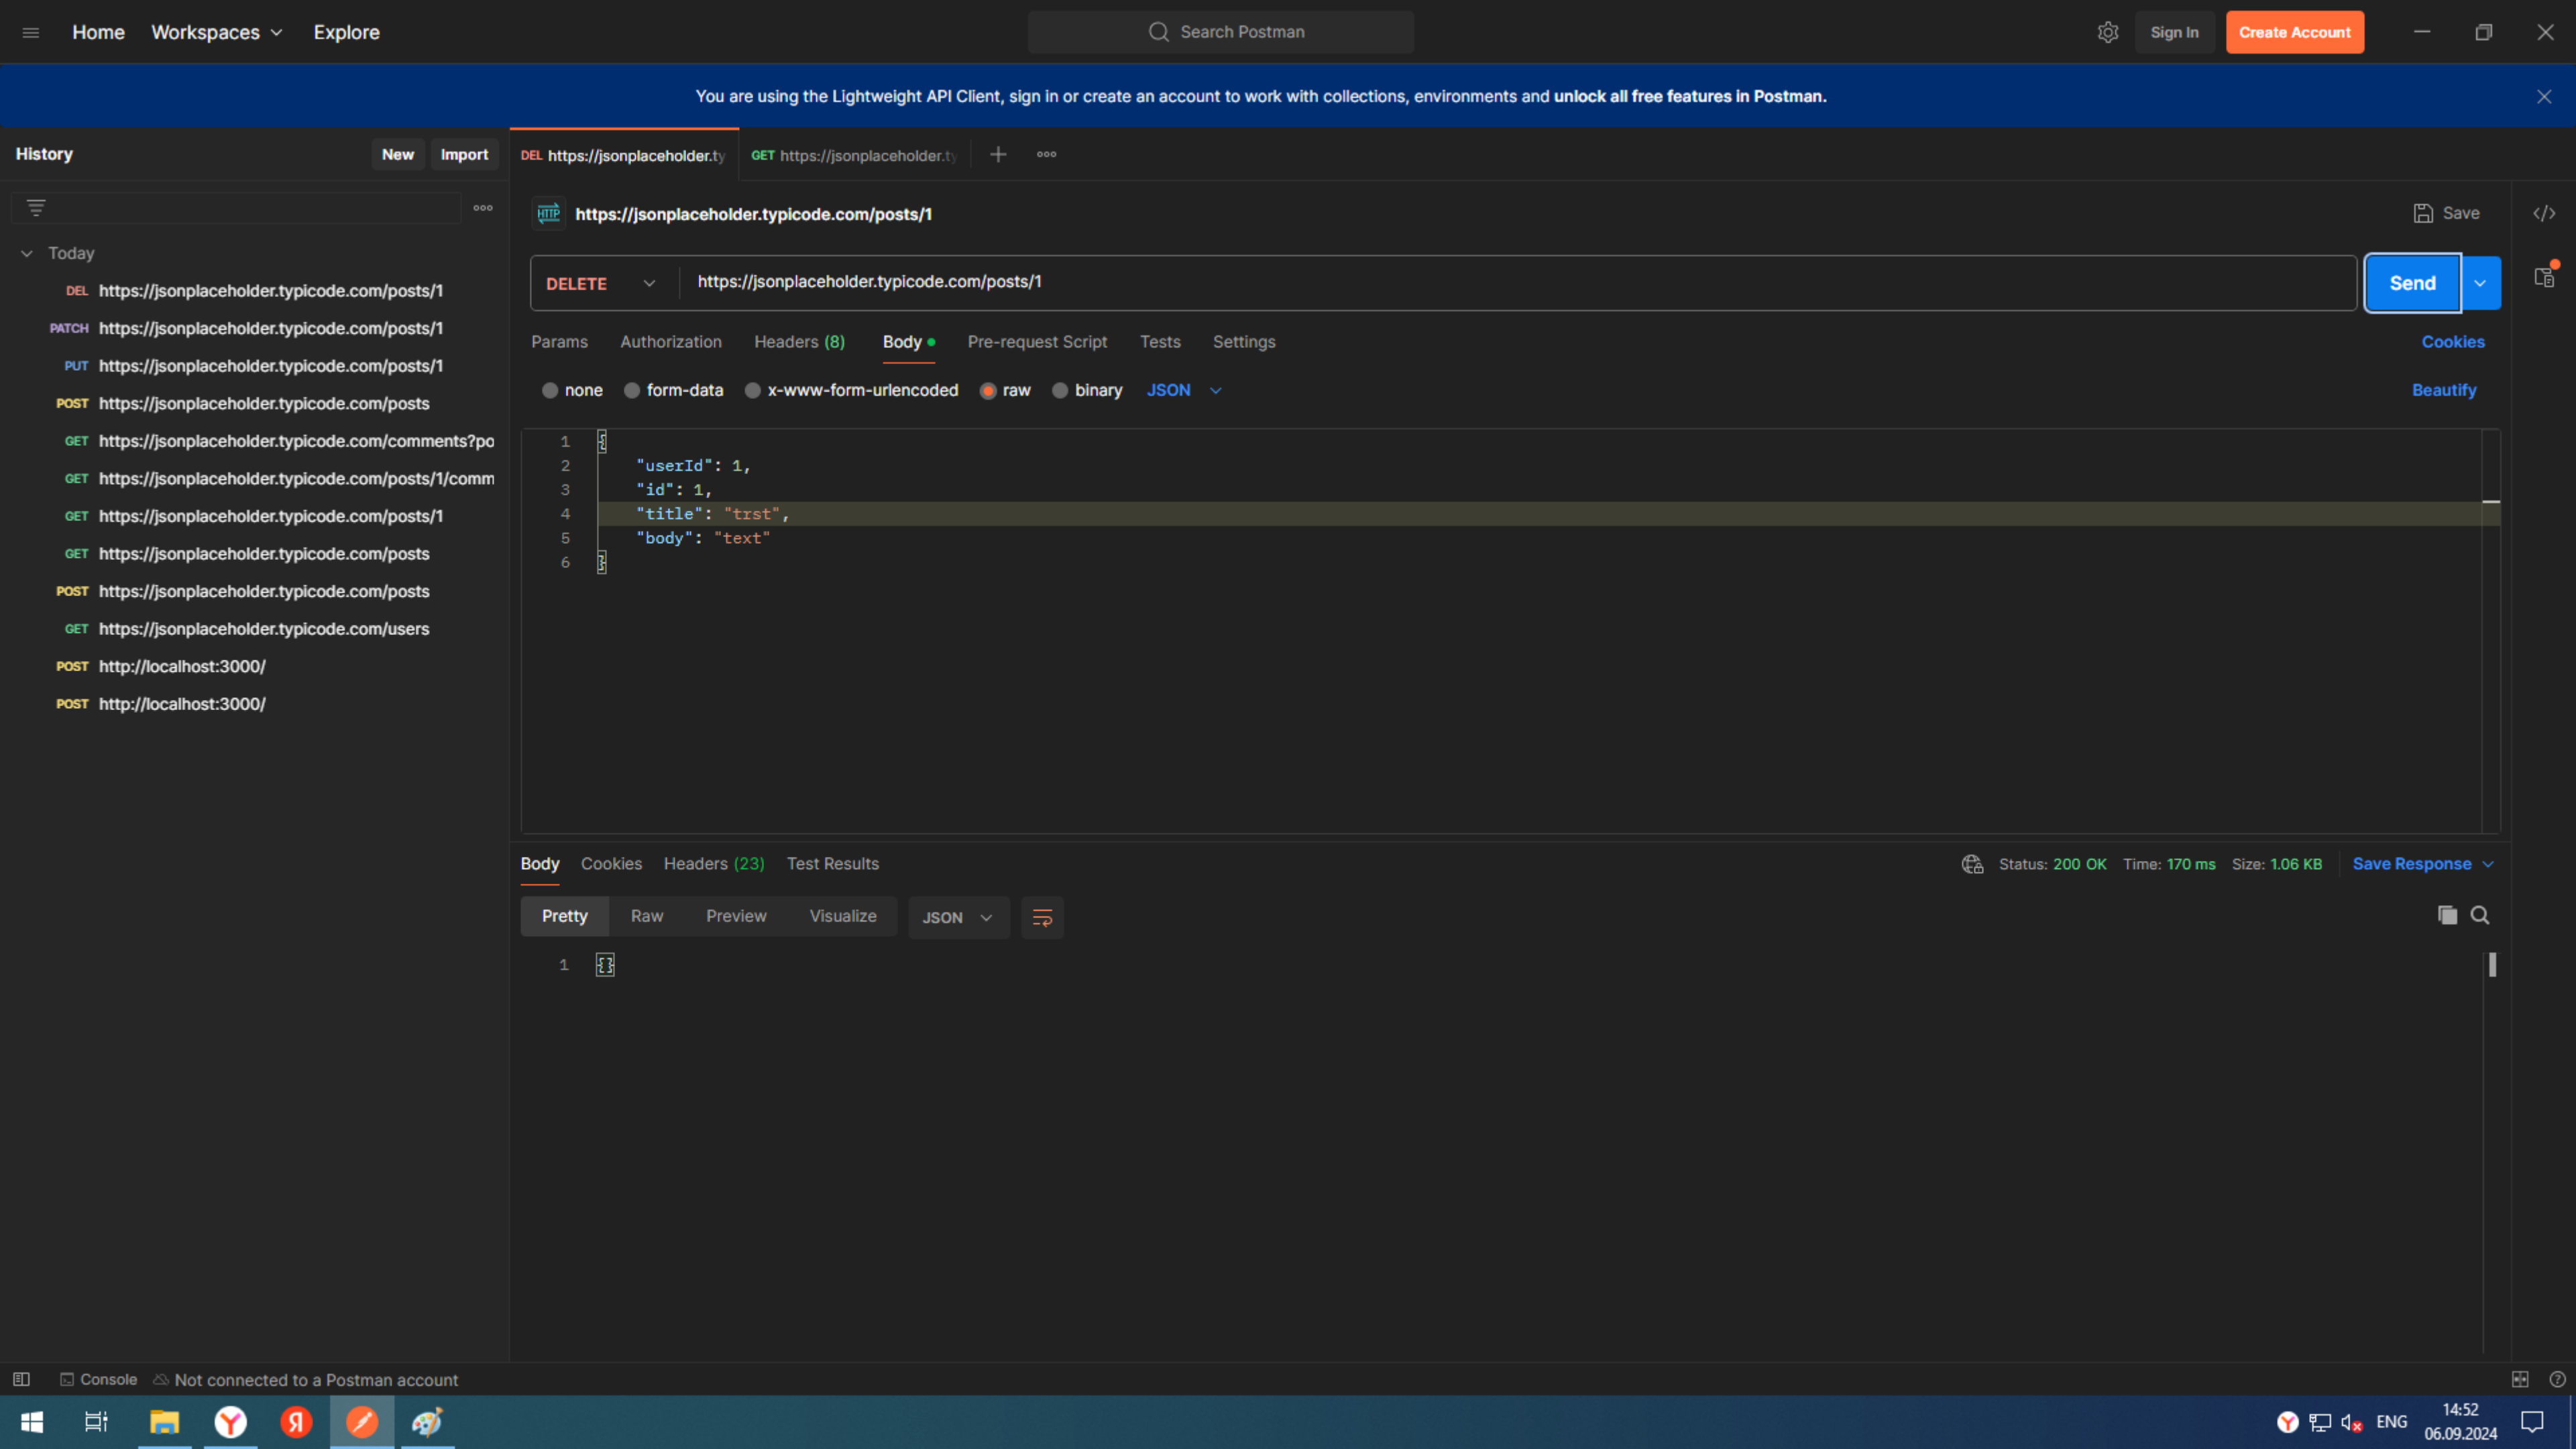 Home Workspaces Explore Search Postman Sign In Create Account
You are using the Lightweight API Client, sign in or create an account to work with collections, environments and unlock all free features in Postman.
History New Import
Today
DEL https://jsonplaceholder.typicode.com/posts/1
PATCH https://jsonplaceholder.typicode.com/posts/1
PUT https://jsonplaceholder.typicode.com/posts/1
POST https://jsonplaceholder.typicode.com/posts
GET https://jsonplaceholder.typicode.com/comments?po
GET https://jsonplaceholder.typicode.com/posts/1/comm
GET https://jsonplaceholder.typicode.com/posts/1
GET https://jsonplaceholder.typicode.com/posts
POST https://jsonplaceholder.typicode.com/posts
GET https://jsonplaceholder.typicode.com/users
POST http://localhost:3000/
POST http://localhost:3000/
DEL https://jsonplaceholder.ty GET https://jsonplaceholder.ty
HTTP https://jsonplaceholder.typicode.com/posts/1 Save
DELETE https://jsonplaceholder.typicode.com/posts/1 Send
Params Authorization Headers (8) Body Pre-request Script Tests Settings Cookies
none form-data x-www-form-urlencoded raw binary JSON Beautify
1 {
2 "userId": 1,
3 "id": 1,
4 "title": "trst",
5 "body": "text"
6 }
Body Cookies Headers (23) Test Results Status: 200 OK Time: 170 ms Size: 1.06 KB Save Response
Pretty Raw Preview Visualize JSON
1 {}
Console Not connected to a Postman account
Y Я Y ENG 14:52
06.09.2024